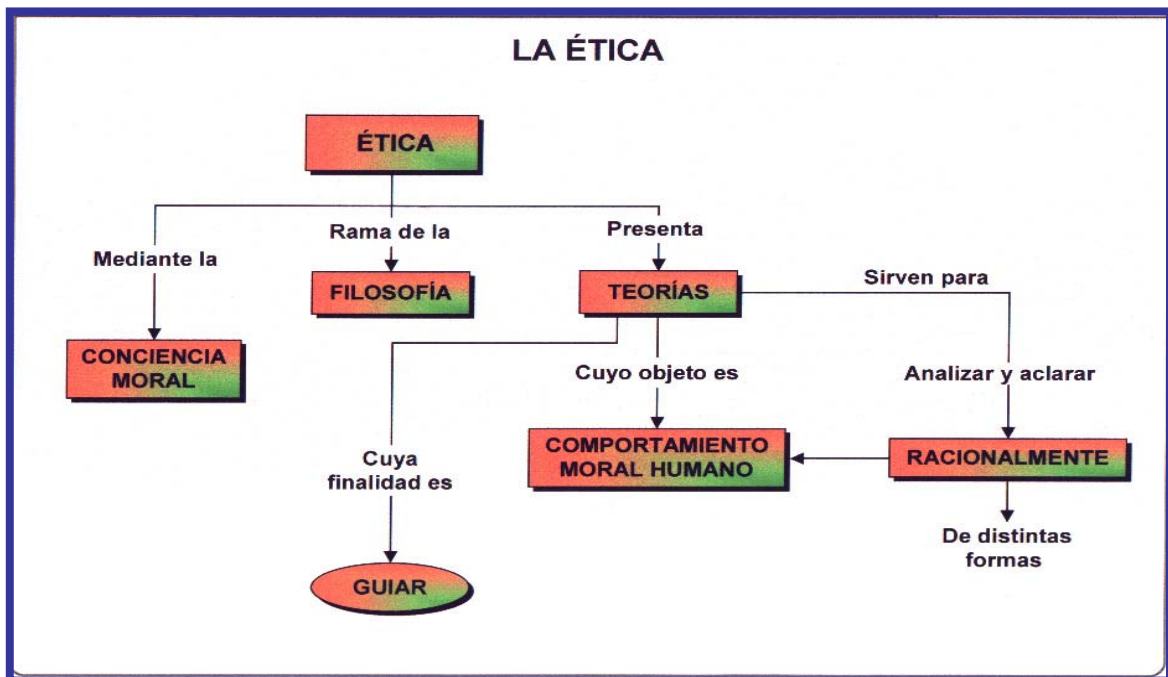 LA ÉTICA
ÉTICA
Mediante la
Rama de la
Presenta
CONCIENCIA
MORAL
FILOSOFÍA
TEORÍAS
Sirven para
Cuya
finalidad es
Cuyo objeto es
Analizar y aclarar
GUIAR
COMPORTAMIENTO
MORAL HUMANO
RACIONALMENTE
De distintas
formas